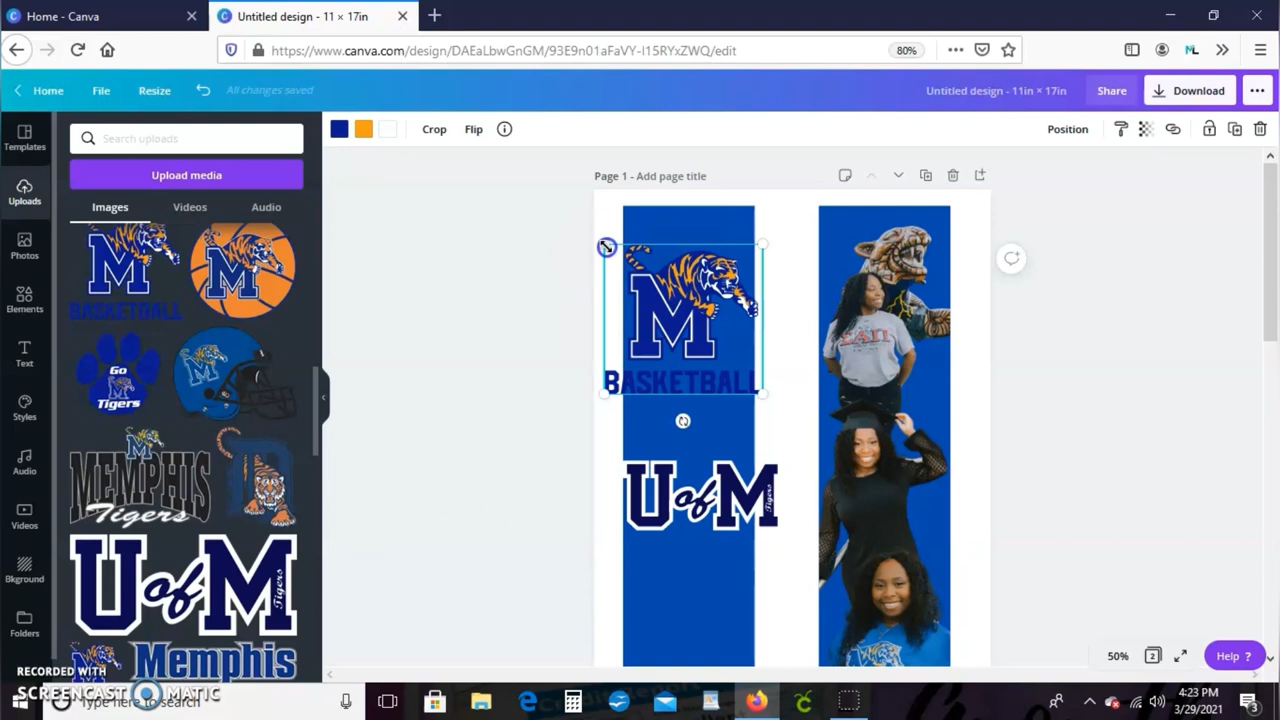 Home - Canva
Untitled design - 11 × 17in
https://www.canva.com/design/DAEaLbwGnGM/93E9n01aFaVY-I15RYxZWQ/edit
80%
Home
File
Resize
All changes saved
Untitled design - 11in × 17in
Share
Download
Templates
Uploads
Photos
Elements
Text
Styles
Audio
Videos
Bkground
Folders
Search uploads
Upload media
Images
Videos
Audio
Crop
Flip
Position
Page 1 - Add page title
M
BASKETBALL
M
Go
Tigers
M
MEMPHIS
Tigers
UofM
Tigers
Memphis
M
BASKETBALL
UofM
Tigers
50%
2
Help ?
RECORDED WITH
SCREENCAST MATIC
Type here to search
4:23 PM
3/29/2021
3